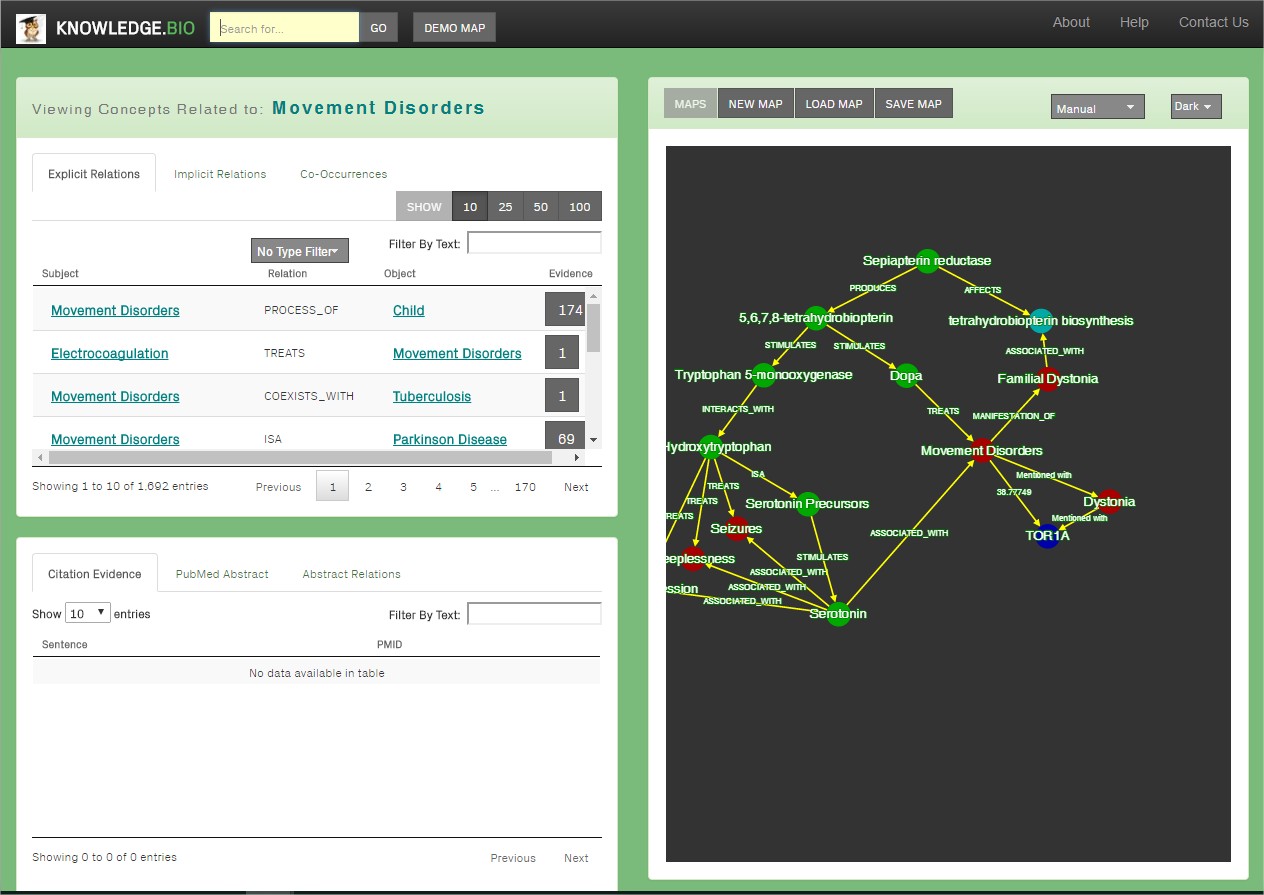 KNOWLEDGE.BIO Search for... GO DEMO MAP About Help Contact Us
Viewing Concepts Related to: Movement Disorders
Explicit Relations Implicit Relations Co-Occurrences
SHOW 10 25 50 100
No Type Filter Filter By Text:
Subject Relation Object Evidence
Movement Disorders PROCESS_OF Child 174
Electrocoagulation TREATS Movement Disorders 1
Movement Disorders COEXISTS_WITH Tuberculosis 1
Movement Disorders ISA Parkinson Disease 69
Showing 1 to 10 of 1,692 entries Previous 1 2 3 4 5 ... 170 Next
Citation Evidence PubMed Abstract Abstract Relations
Show 10 entries Filter By Text:
Sentence PMID
No data available in table
Showing 0 to 0 of 0 entries Previous Next
MAPS NEW MAP LOAD MAP SAVE MAP Manual Dark
Sepiapterin reductase
PRODUCES AFFECTS
5,6,7,8-tetrahydrobiopterin tetrahydrobiopterin biosynthesis
STIMULATES STIMULATES ASSOCIATED_WITH
Tryptophan 5-monooxygenase Dopa Familial Dystonia
INTERACTS_WITH TREATS MANIFESTATION_OF
Hydroxytryptophan Movement Disorders
ISA Mentioned with
TREATS 38.77749
TREATS Serotonin Precursors Dystonia
REATS Mentioned with
Seizures ASSOCIATED_WITH TOR1A
eeplessness STIMULATES
ASSOCIATED_WITH
ssion ASSOCIATED_WITH
ASSOCIATED_WITH
Serotonin